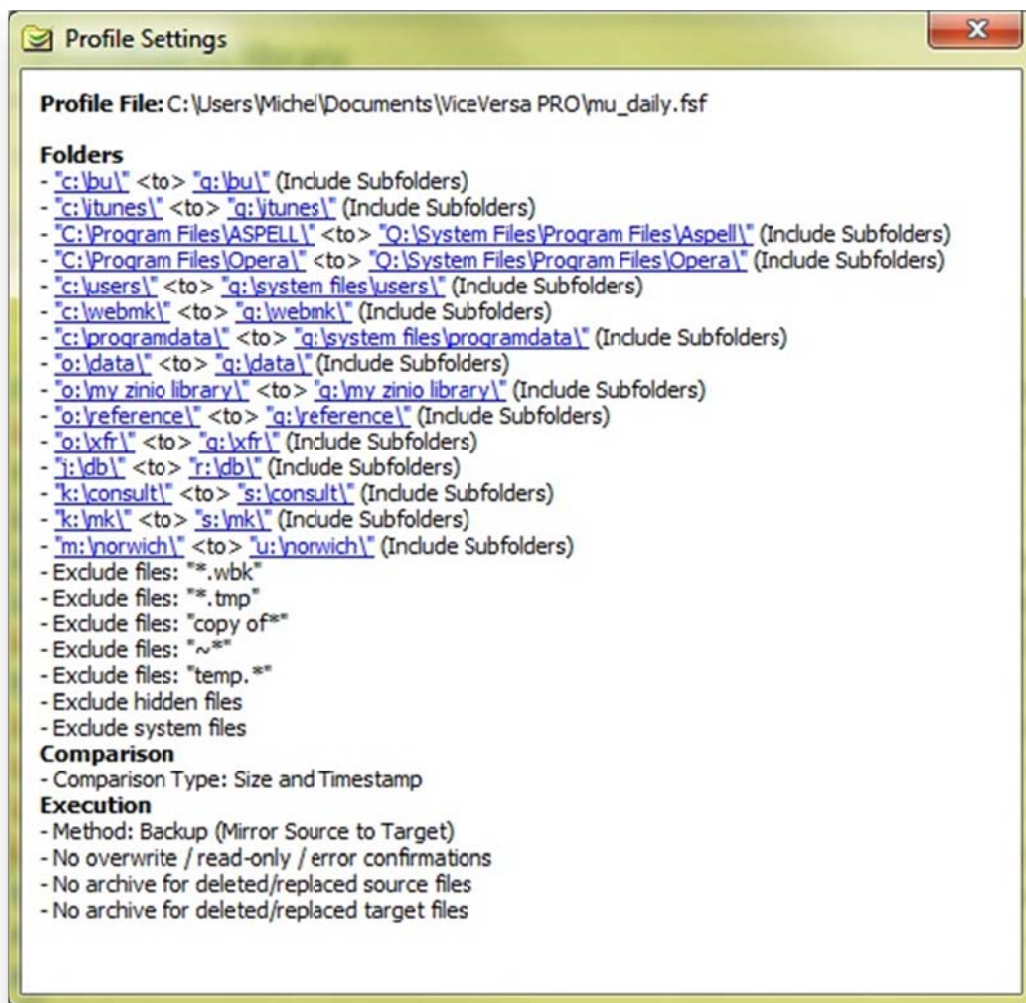 Profile Settings
Profile File: C:\Users\Michel\Documents\ViceVersa PRO\mu_daily.fsf
Folders
- "c:\bu\" <to> "q:\bu\" (Include Subfolders)
- "c:\itunes\" <to> "q:\itunes\" (Include Subfolders)
- "C:\Program Files\ASPELL\" <to> "Q:\System Files\Program Files\Aspell\" (Include Subfolders)
- "C:\Program Files\Opera\" <to> "Q:\System Files\Program Files\Opera\" (Include Subfolders)
- "c:\users\" <to> "q:\system files\users\" (Include Subfolders)
- "c:\webmk\" <to> "q:\webmk\" (Include Subfolders)
- "c:\programdata\" <to> "q:\system files\programdata\" (Include Subfolders)
- "o:\data\" <to> "q:\data\" (Include Subfolders)
- "o:\my zinio library\" <to> "q:\my zinio library\" (Include Subfolders)
- "o:\reference\" <to> "q:\reference\" (Include Subfolders)
- "o:\xfr\" <to> "q:\xfr\" (Include Subfolders)
- "j:\db\" <to> "r:\db\" (Include Subfolders)
- "k:\consult\" <to> "s:\consult\" (Include Subfolders)
- "k:\mk\" <to> "s:\mk\" (Include Subfolders)
- "m:\norwich\" <to> "u:\norwich\" (Include Subfolders)
- Exclude files: "*.wbk"
- Exclude files: "*.tmp"
- Exclude files: "copy of*"
- Exclude files: "~*"
- Exclude files: "temp.*"
- Exclude hidden files
- Exclude system files
Comparison
- Comparison Type: Size and Timestamp
Execution
- Method: Backup (Mirror Source to Target)
- No overwrite / read-only / error confirmations
- No archive for deleted/replaced source files
- No archive for deleted/replaced target files